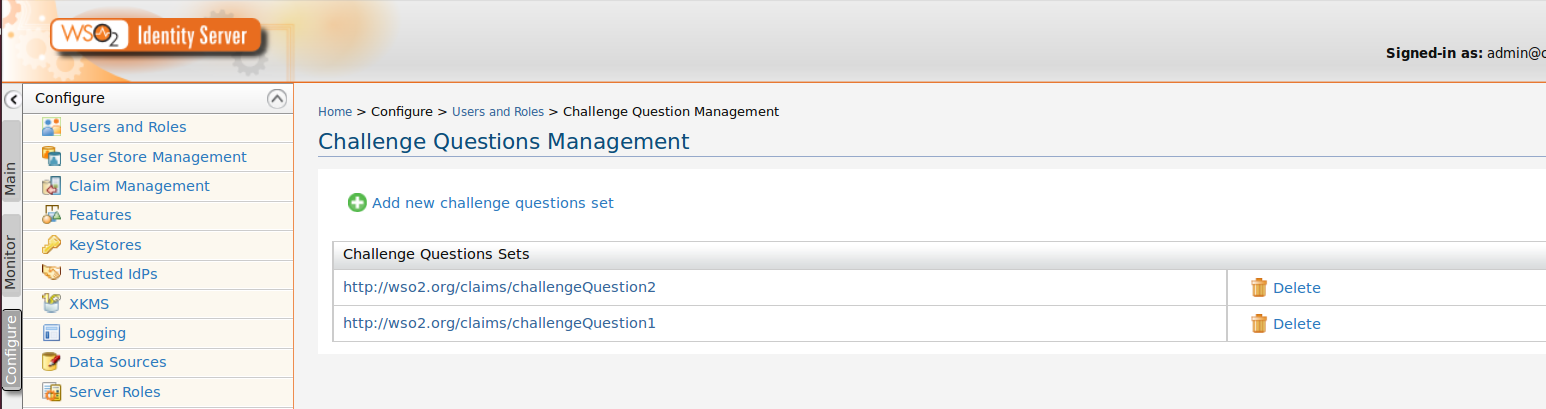 WSO2 Identity Server
Signed-in as: admin@
Configure
Home > Configure > Users and Roles > Challenge Question Management
Challenge Questions Management
Users and Roles
User Store Management
Claim Management
Features
KeyStores
Trusted IdPs
XKMS
Logging
Data Sources
Server Roles
Main
Monitor
Configure
Add new challenge questions set
Challenge Questions Sets
http://wso2.org/claims/challengeQuestion2 Delete
http://wso2.org/claims/challengeQuestion1 Delete